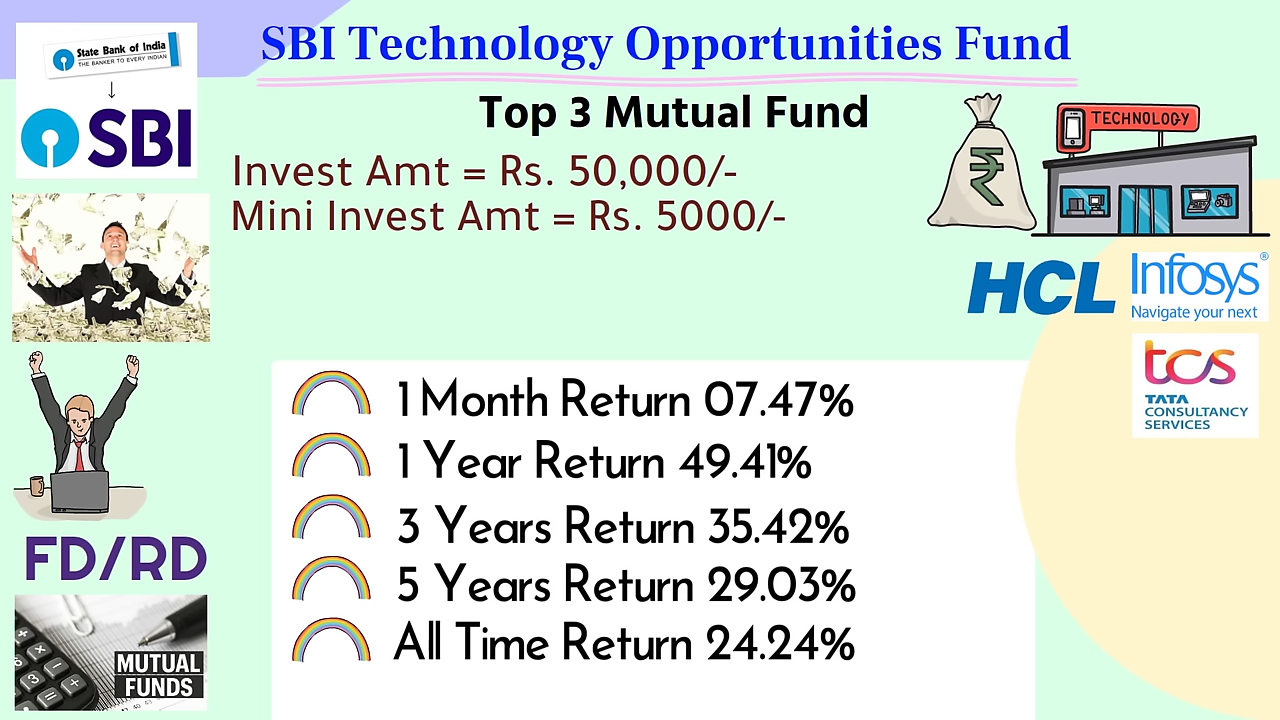 State Bank of India
THE BANKER TO EVERY INDIAN
SBI
SBI Technology Opportunities Fund
Top 3 Mutual Fund
Invest Amt = Rs. 50,000/-
Mini Invest Amt = Rs. 5000/-
₹
TECHNOLOGY
HCL
Infosys®
Navigate your next
tcs
TATA
CONSULTANCY
SERVICES
1 Month Return 07.47%
1 Year Return 49.41%
3 Years Return 35.42%
5 Years Return 29.03%
All Time Return 24.24%
FD/RD
MUTUAL
FUNDS